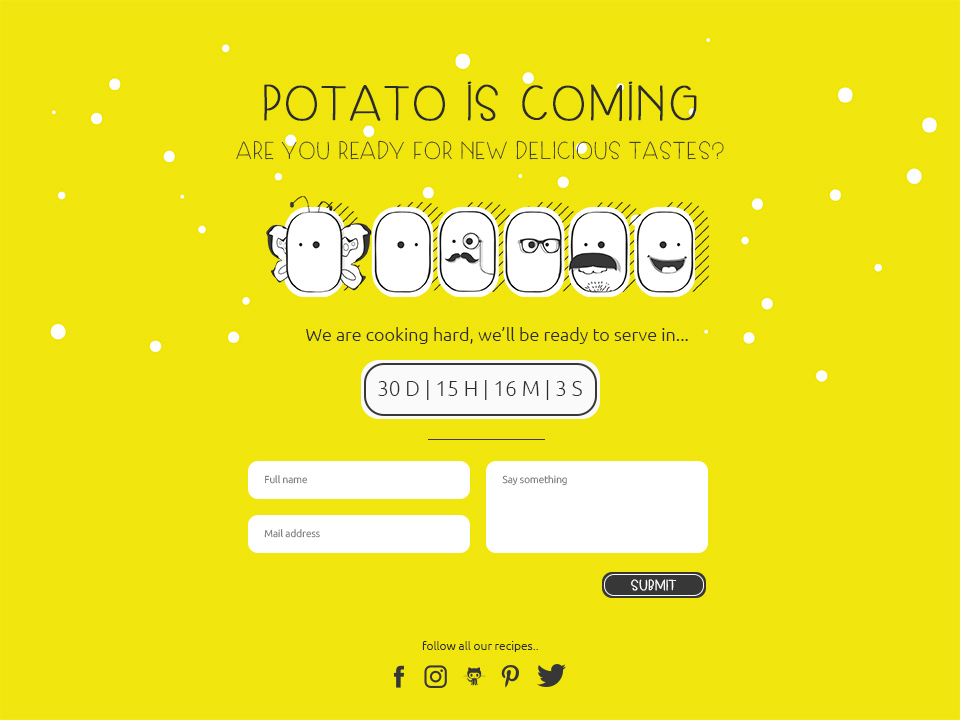 POTATO IS COMING
ARE YOU READY FOR NEW DELICIOUS TASTES?
We are cooking hard, we'll be ready to serve in...
30 D | 15 H | 16 M | 3 S
Full name
Say something
Mail address
SUBMIT
follow all our recipes..